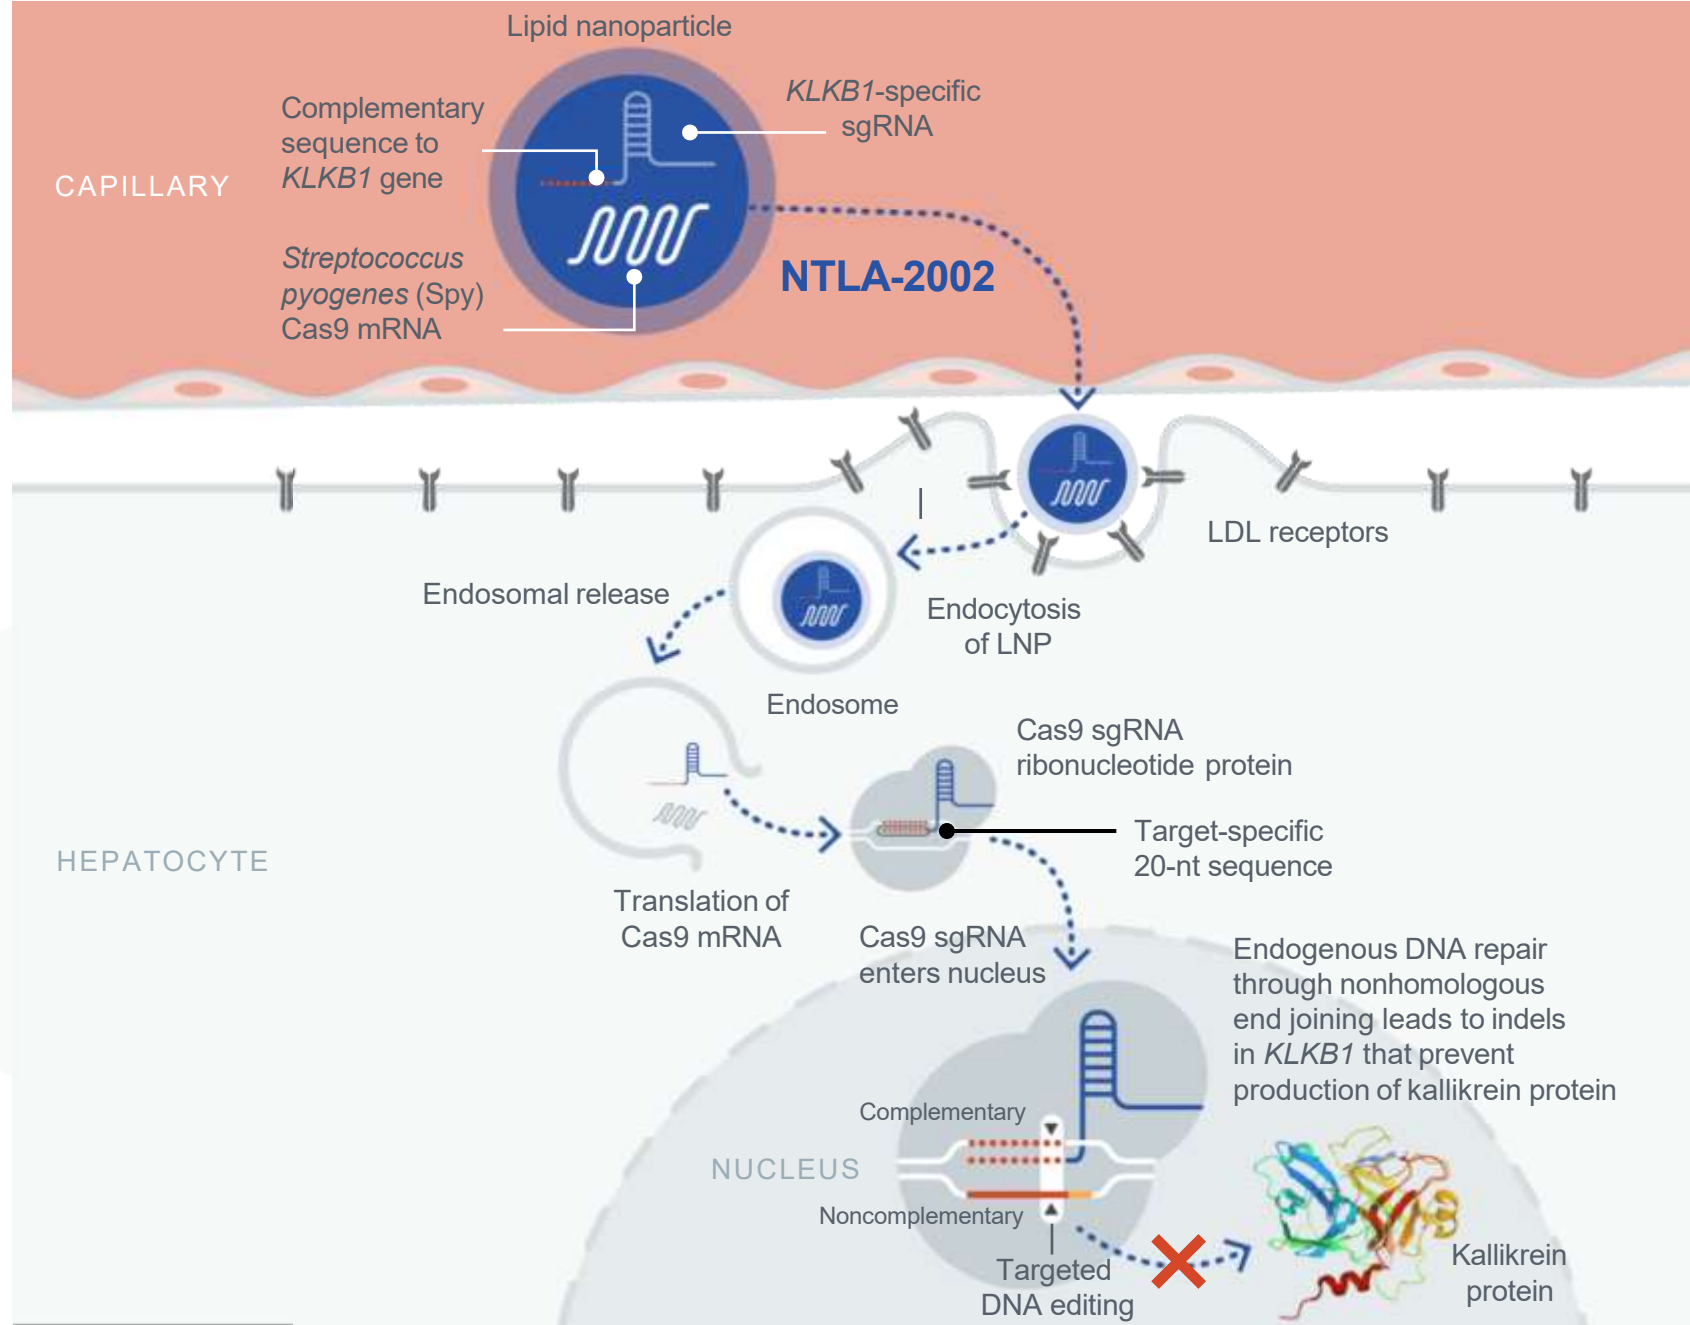 Lipid nanoparticle
Complementary
sequence to
KLKB1 gene
KLKB1-specific
sgRNA
CAPILLARY
Streptococcus
pyogenes (Spy)
Cas9 mRNA
NTLA-2002
LDL receptors
Endosomal release
Endocytosis
of LNP
Endosome
Cas9 sgRNA
ribonucleotide protein
Target-specific
20-nt sequence
HEPATOCYTE
Translation of
Cas9 mRNA
Cas9 sgRNA
enters nucleus
Endogenous DNA repair
through nonhomologous
end joining leads to indels
in KLKB1 that prevent
production of kallikrein protein
Complementary
NUCLEUS
Noncomplementary
Targeted
DNA editing
Kallikrein
protein